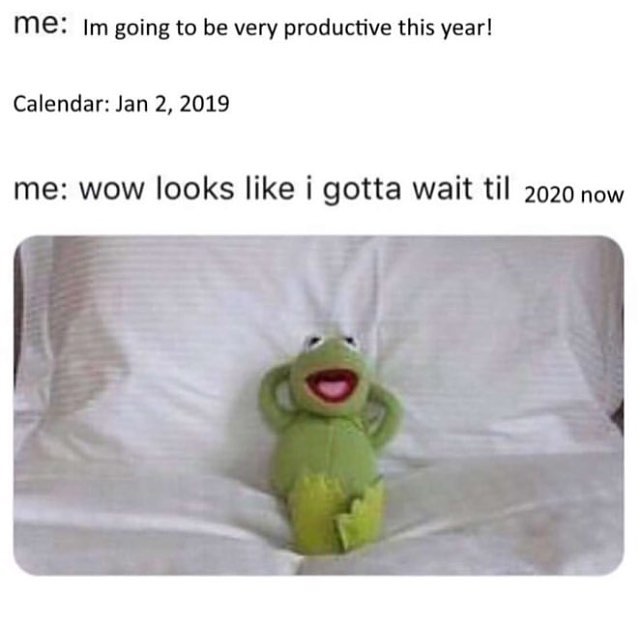 me: Im going to be very productive this year!
Calendar: Jan 2, 2019
me: wow looks like i gotta wait til 2020 now